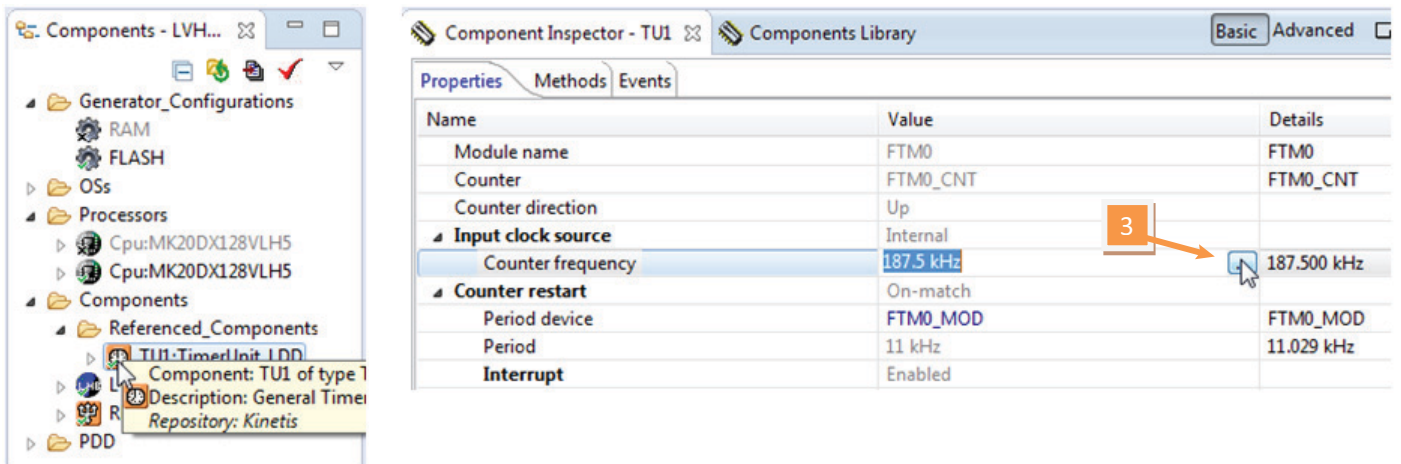 Components - LVH...
Generator_Configurations
RAM
FLASH
OSs
Processors
Cpu:MK20DX128VLH5
Cpu:MK20DX128VLH5
Components
Referenced_Components
TU1:TimerUnit_LDD
Component: TU1 of type
Description: General Time
Repository: Kinetis
PDD
Component Inspector - TU1
Components Library
Basic Advanced
Properties Methods Events
Name Value Details
Module name FTM0 FTM0
Counter FTM0_CNT FTM0_CNT
Counter direction Up
Input clock source Internal
3
Counter frequency 187.5 kHz 187.500 kHz
Counter restart On-match
Period device FTM0_MOD FTM0_MOD
Period 11 kHz 11.029 kHz
Interrupt Enabled